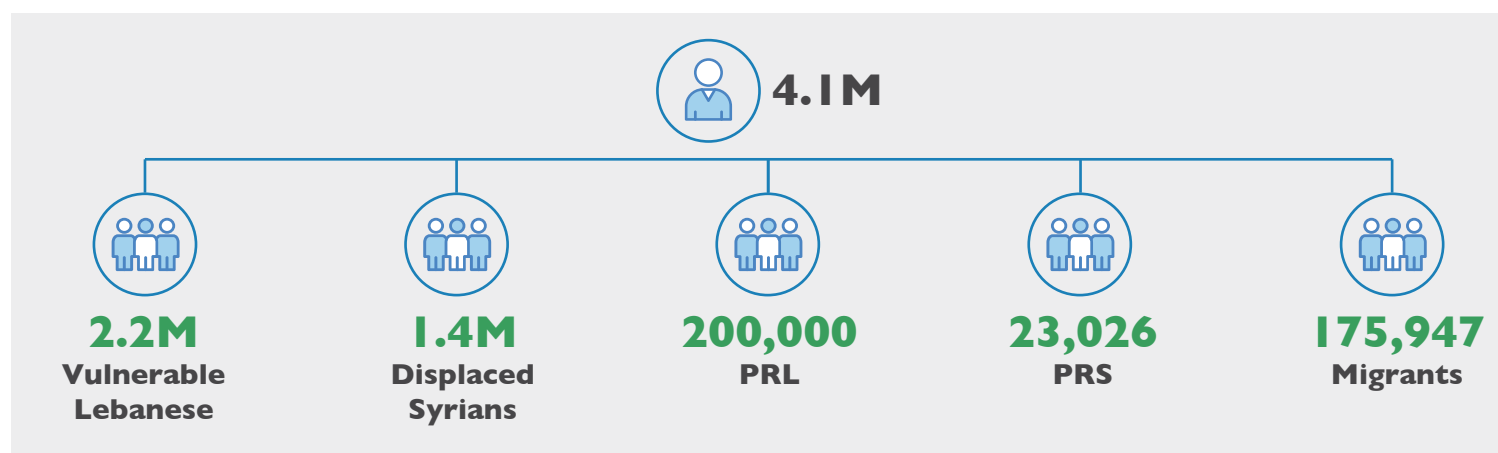 4.1M
2.2M
Vulnerable
Lebanese
1.4M
Displaced
Syrians
200,000
PRL
23,026
PRS
175,947
Migrants